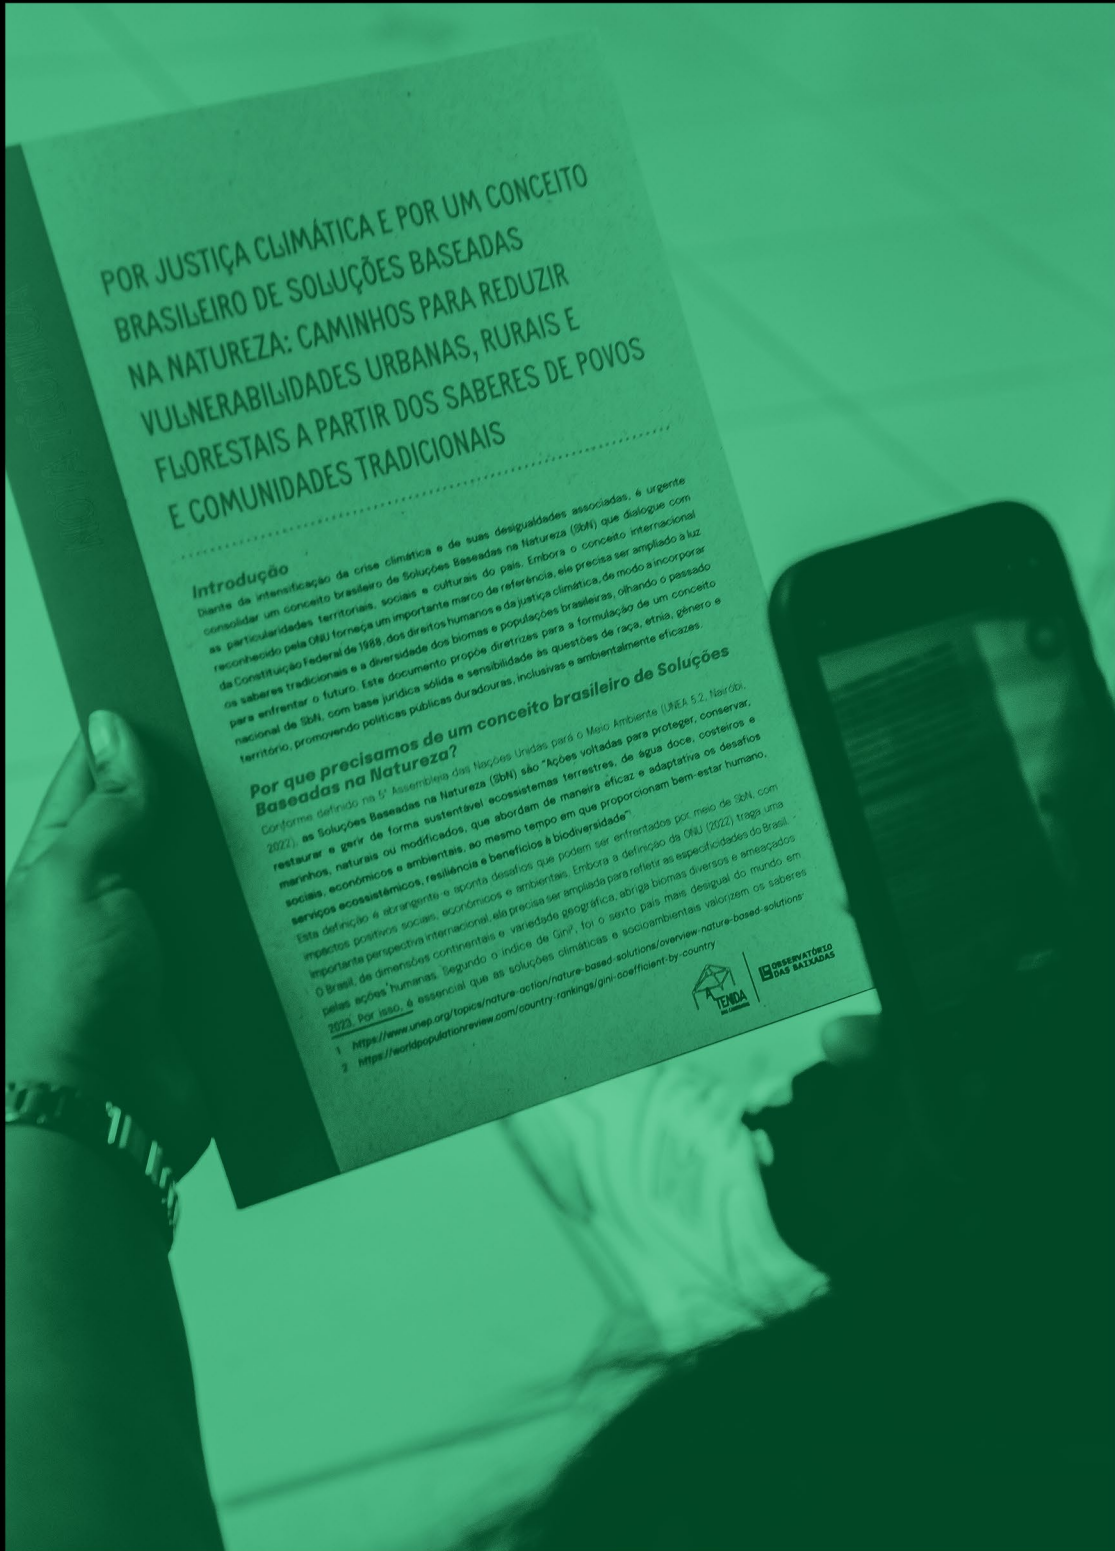 POR JUSTIÇA CLIMÁTICA E POR UM CONCEITO
BRASILEIRO DE SOLUÇÕES BASEADAS
NA NATUREZA: CAMINHOS PARA REDUZIR
VULNERABILIDADES URBANAS, RURAIS E
FLORESTAIS A PARTIR DOS SABERES DE POVOS
E COMUNIDADES TRADICIONAIS
Introdução
Diante da intensificação da crise climática e de suas desigualdades associadas, é urgente
consolidar um conceito brasileiro de Soluções Baseadas na Natureza (SbN) que dialogue com
as particularidades territoriais, sociais e culturais do país. Embora o conceito internacional
reconhecido pela ONU forneça um importante marco de referência, ele precisa ser ampliado à luz
da Constituição Federal de 1988, dos direitos humanos e da justiça climática, de modo a incorporar
os saberes tradicionais e a diversidade dos biomas e populações brasileiras, olhando o passado
para enfrentar o futuro. Este documento propõe diretrizes para a formulação de um conceito
nacional de SbN, com base jurídica sólida e sensibilidade às questões de raça, etnia, gênero e
território, promovendo políticas públicas duradouras, inclusivas e ambientalmente eficazes.
Por que precisamos de um conceito brasileiro de Soluções
Baseadas na Natureza?
Conforme definido na 5ª Assembleia das Nações Unidas para o Meio Ambiente (UNEA 5.2, Nairóbi,
2022), as Soluções Baseadas na Natureza (SbN) são "Ações voltadas para proteger, conservar,
restaurar e gerir de forma sustentável ecossistemas terrestres, de água doce, costeiros e
marinhos, naturais ou modificados, que abordam de maneira eficaz e adaptativa os desafios
sociais, econômicos e ambientais, ao mesmo tempo em que proporcionam bem-estar humano,
serviços ecossistêmicos, resiliência e benefícios à biodiversidade"¹
Esta definição é abrangente e aponta desafios que podem ser enfrentados por meio de SbN, com
impactos positivos sociais, econômicos e ambientais. Embora a definição da ONU (2022) traga uma
importante perspectiva internacional, ela precisa ser ampliada para refletir as especificidades do Brasil.
O Brasil, de dimensões continentais e variedade geográfica, abriga biomas diversos e ameaçados
pelas ações humanas. Segundo o índice de Gini², foi o sexto país mais desigual do mundo em
2023. Por isso, é essencial que as soluções climáticas e socioambientais valorizem os saberes
1 https://www.unep.org/topics/nature-action/nature-based-solutions/overview-nature-based-solutions
2 https://worldpopulationreview.com/country-rankings/gini-coefficient-by-country
A TENDA
OBSERVATÓRIO
DAS BAIXADAS